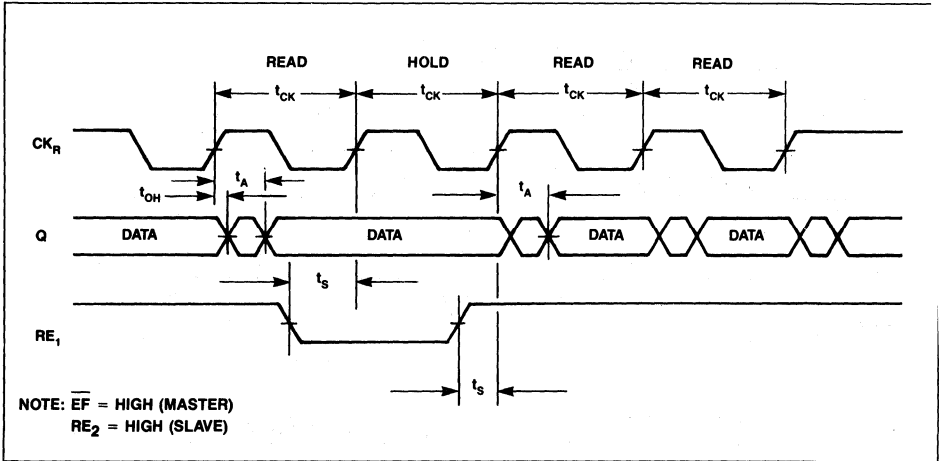 READ HOLD READ READ
tCK tCK tCK tCK
CKR
tA tA
tOH
Q DATA DATA DATA DATA
tS
RE1
tS
NOTE: E̅F̅ = HIGH (MASTER)
RE2 = HIGH (SLAVE)